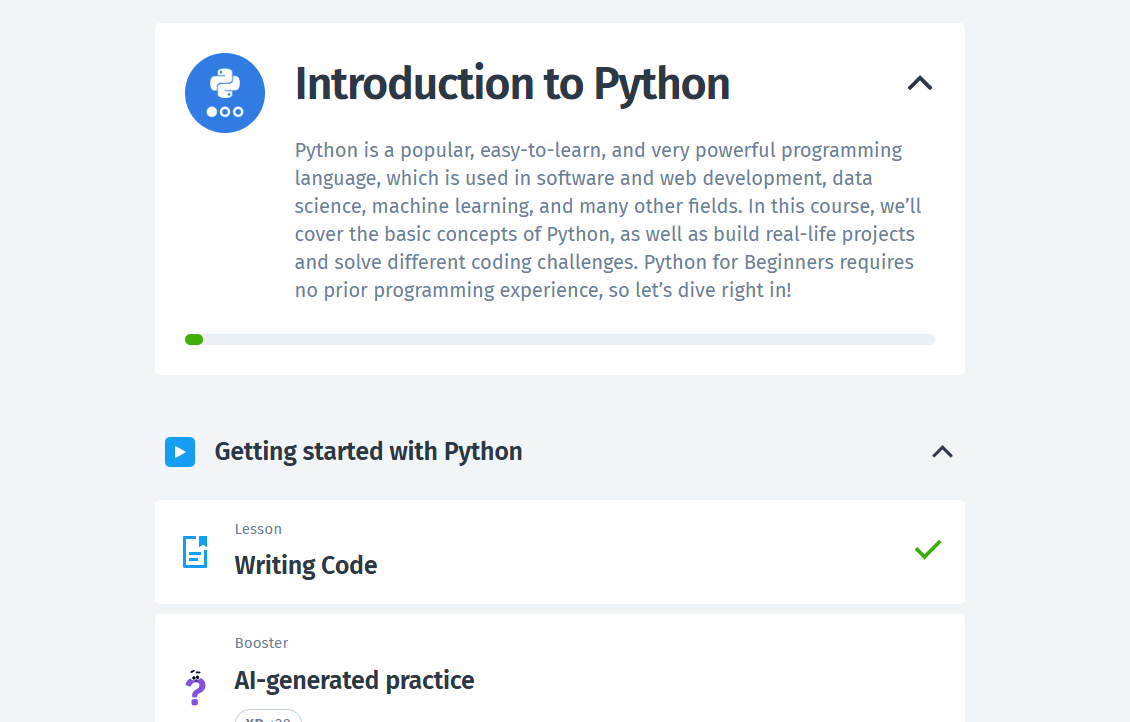 Introduction to Python
Python is a popular, easy-to-learn, and very powerful programming
language, which is used in software and web development, data
science, machine learning, and many other fields. In this course, we’ll
cover the basic concepts of Python, as well as build real-life projects
and solve different coding challenges. Python for Beginners requires
no prior programming experience, so let’s dive right in!
Getting started with Python
Lesson
Writing Code
Booster
AI-generated practice